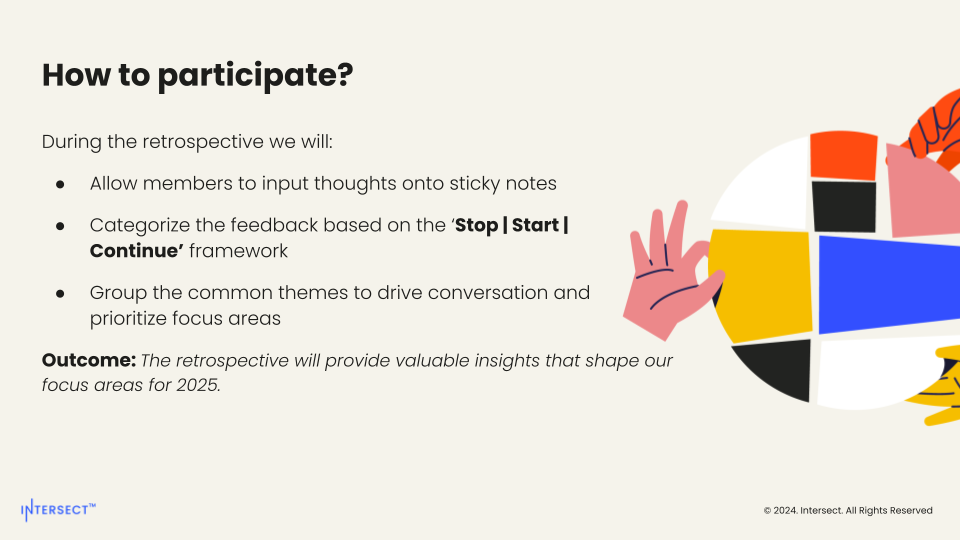 How to participate?
During the retrospective we will:
● Allow members to input thoughts onto sticky notes
● Categorize the feedback based on the ‘Stop | Start |
Continue’ framework
● Group the common themes to drive conversation and
prioritize focus areas
Outcome: The retrospective will provide valuable insights that shape our
focus areas for 2025.
INTERSECT™
© 2024. Intersect. All Rights Reserved